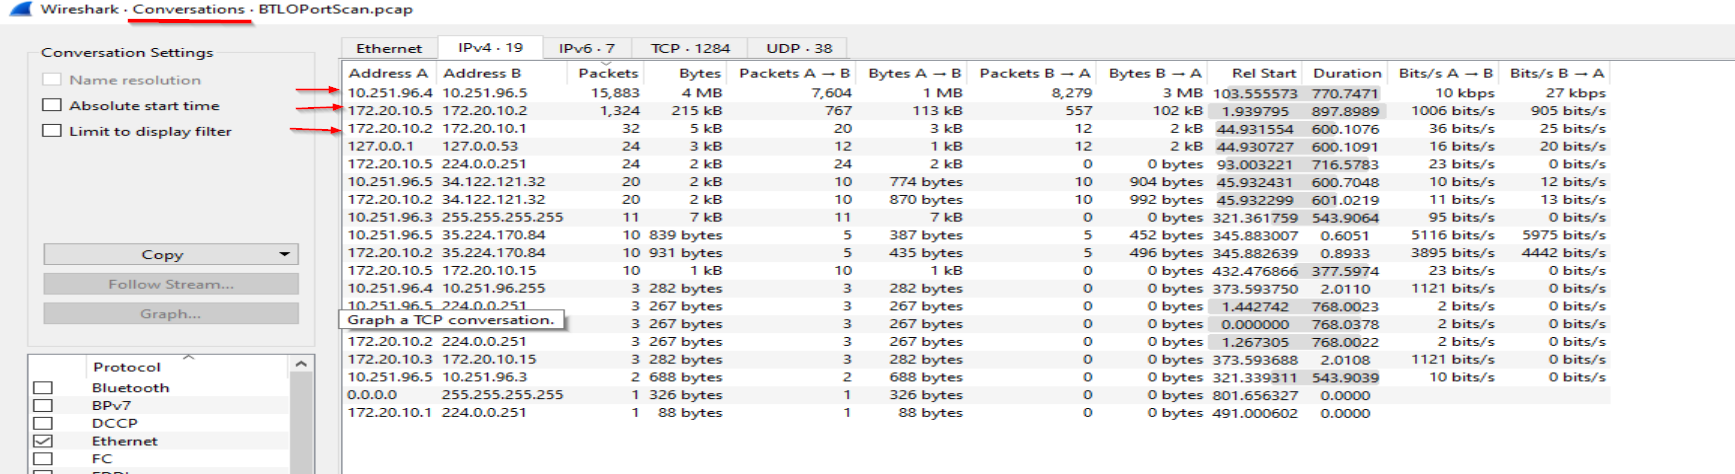 Wireshark · Conversations · BTLOPortScan.pcap
Conversation Settings
Name resolution
Absolute start time
Limit to display filter
Copy
Follow Stream...
Graph...
Protocol
Bluetooth
BPv7
DCCP
Ethernet
FC
Ethernet IPv4 · 19 IPv6 · 7 TCP · 1284 UDP · 38
Address A Address B Packets Bytes Packets A → B Bytes A → B Packets B → A Bytes B → A Rel Start Duration Bits/s A → B Bits/s B → A
10.251.96.4 10.251.96.5 15,883 4 MB 7,604 1 MB 8,279 3 MB 103.555573 770.7471 10 kbps 27 kbps
172.20.10.5 172.20.10.2 1,324 215 kB 767 113 kB 557 102 kB 1.939795 897.8989 1006 bits/s 905 bits/s
172.20.10.2 172.20.10.1 32 5 kB 20 3 kB 12 2 kB 44.931554 600.1076 36 bits/s 25 bits/s
127.0.0.1 127.0.0.53 24 3 kB 12 1 kB 12 2 kB 44.930727 600.1091 16 bits/s 20 bits/s
172.20.10.5 224.0.0.251 24 2 kB 24 2 kB 0 0 bytes 93.003221 716.5783 23 bits/s 0 bits/s
10.251.96.5 34.122.121.32 20 2 kB 10 774 bytes 10 904 bytes 45.932431 600.7048 10 bits/s 12 bits/s
172.20.10.2 34.122.121.32 20 2 kB 10 870 bytes 10 992 bytes 45.932299 601.0219 11 bits/s 13 bits/s
10.251.96.3 255.255.255.255 11 7 kB 11 7 kB 0 0 bytes 321.361759 543.9064 95 bits/s 0 bits/s
10.251.96.5 35.224.170.84 10 839 bytes 5 387 bytes 5 452 bytes 345.883007 0.6051 5116 bits/s 5975 bits/s
172.20.10.2 35.224.170.84 10 931 bytes 5 435 bytes 5 496 bytes 345.882639 0.8933 3895 bits/s 4442 bits/s
172.20.10.5 172.20.10.15 10 1 kB 10 1 kB 0 0 bytes 432.476866 377.5974 23 bits/s 0 bits/s
10.251.96.4 10.251.96.255 3 282 bytes 3 282 bytes 0 0 bytes 373.593750 2.0110 1121 bits/s 0 bits/s
10.251.96.5 224.0.0.251 3 267 bytes 3 267 bytes 0 0 bytes 1.442742 768.0023 2 bits/s 0 bits/s
Graph a TCP conversation. 3 267 bytes 3 267 bytes 0 0 bytes 0.000000 768.0378 2 bits/s 0 bits/s
172.20.10.2 224.0.0.251 3 267 bytes 3 267 bytes 0 0 bytes 1.267305 768.0022 2 bits/s 0 bits/s
172.20.10.3 172.20.10.15 3 282 bytes 3 282 bytes 0 0 bytes 373.593688 2.0108 1121 bits/s 0 bits/s
10.251.96.5 10.251.96.3 2 688 bytes 2 688 bytes 0 0 bytes 321.339311 543.9039 10 bits/s 0 bits/s
0.0.0.0 255.255.255.255 1 326 bytes 1 326 bytes 0 0 bytes 801.656327 0.0000
172.20.10.1 224.0.0.251 1 88 bytes 1 88 bytes 0 0 bytes 491.000602 0.0000